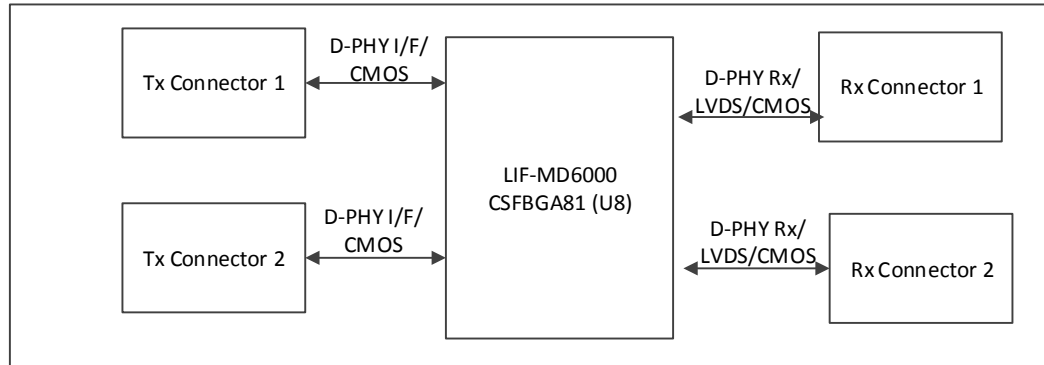 Tx Connector 1
D-PHY I/F/
CMOS
LIF-MD6000
CSFBGA81 (U8)
D-PHY Rx/
LVDS/CMOS
Rx Connector 1
Tx Connector 2
D-PHY I/F/
CMOS
D-PHY Rx/
LVDS/CMOS
Rx Connector 2